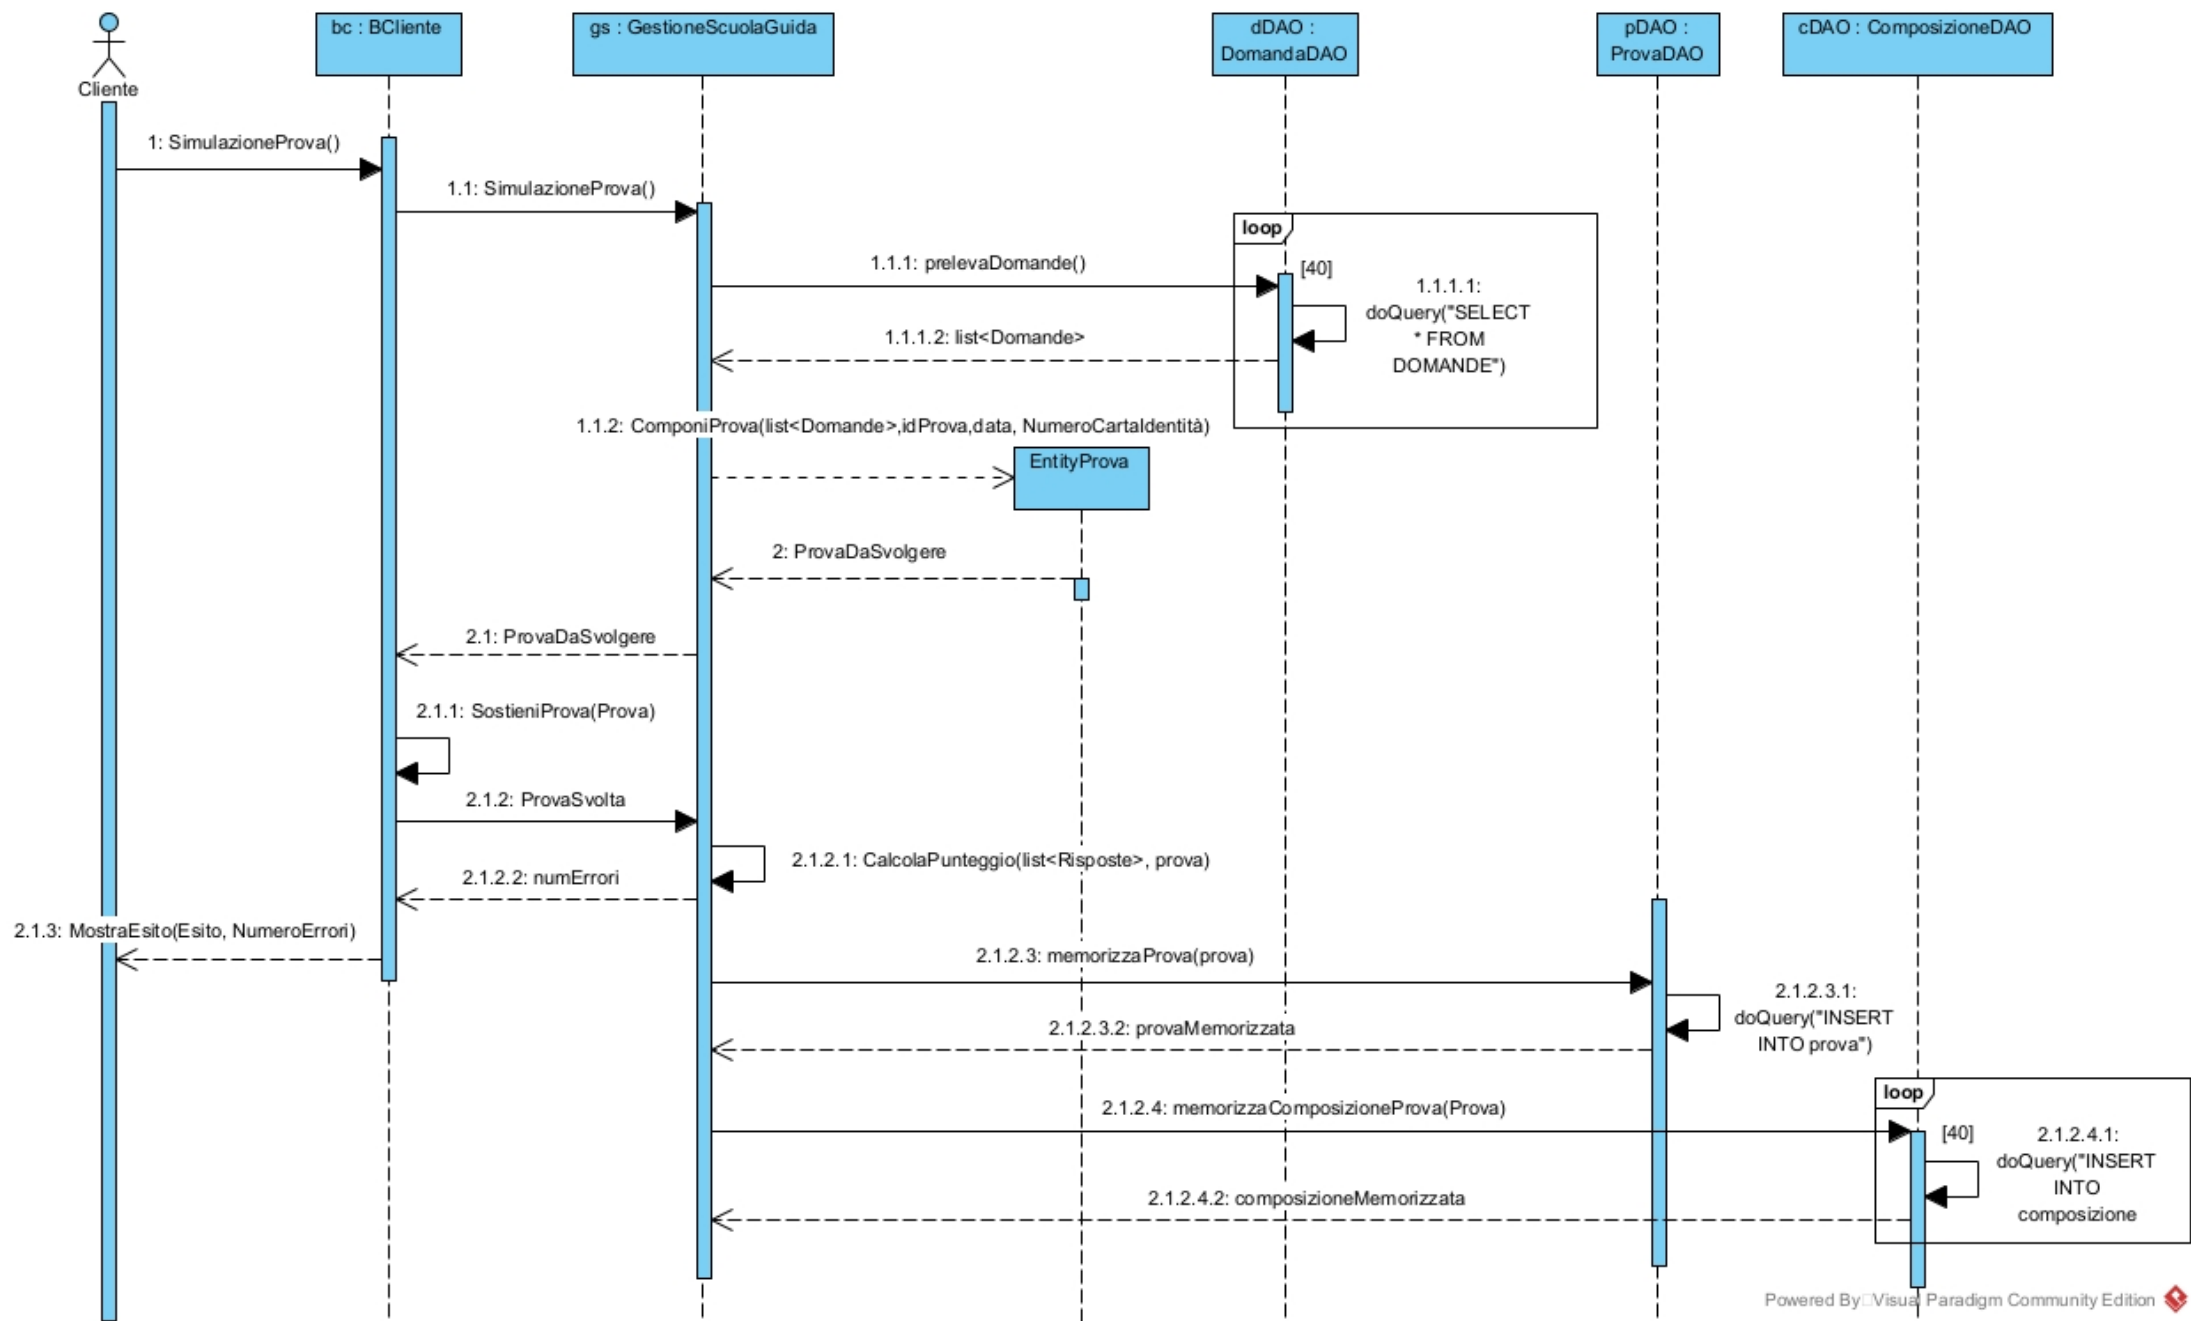 bc : BCliente
gs : GestioneScuolaGuida
dDAO :
DomandaDAO
pDAO :
ProvaDAO
cDAO : ComposizioneDAO
Cliente
1: SimulazioneProva()
1.1: SimulazioneProva()
loop
1.1.1: prelevaDomande()
[40]
1.1.1.1:
doQuery("SELECT
* FROM
DOMANDE")
1.1.1.2: list<Domande>
1.1.2: ComponiProva(list<Domande>,idProva,data, NumeroCartaIdentità)
EntityProva
2: ProvaDaSvolgere
2.1: ProvaDaSvolgere
2.1.1: SostieniProva(Prova)
2.1.2: ProvaSvolta
2.1.2.1: CalcolaPunteggio(list<Risposte>, prova)
2.1.2.2: numErrori
2.1.3: MostraEsito(Esito, NumeroErrori)
2.1.2.3: memorizzaProva(prova)
2.1.2.3.1:
doQuery("INSERT
INTO prova")
2.1.2.3.2: provaMemorizzata
loop
2.1.2.4: memorizzaComposizioneProva(Prova)
[40]
2.1.2.4.1:
doQuery("INSERT
INTO
composizione
2.1.2.4.2: composizioneMemorizzata
Powered By Visual Paradigm Community Edition